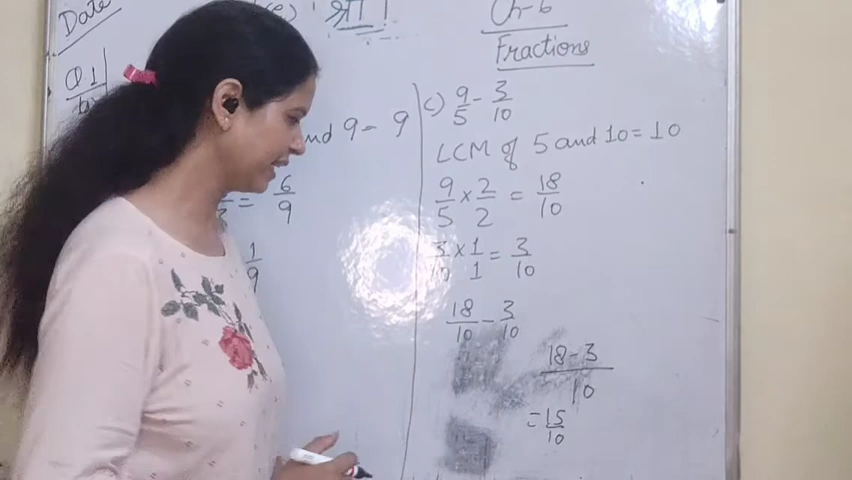 Date
श्री
Ch-6
Fractions
Q.1
and 9 = 9
= 6/9
1/9
c) 9/5 - 3/10
LCM of 5 and 10 = 10
9/5 × 2/2 = 18/10
3/10 × 1/1 = 3/10
18/10 - 3/10
18-3/10
= 15/10